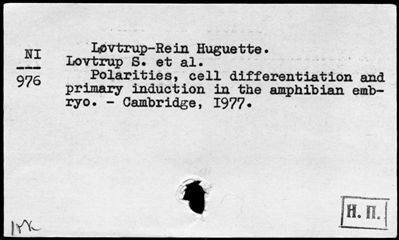 Løvtrup-Rein Huguette.
NI
Lovtrup S. et al.
976
Polarities, cell differentiation and
primary induction in the amphibian emb-
ryo. - Cambridge, I977.
Н. П.